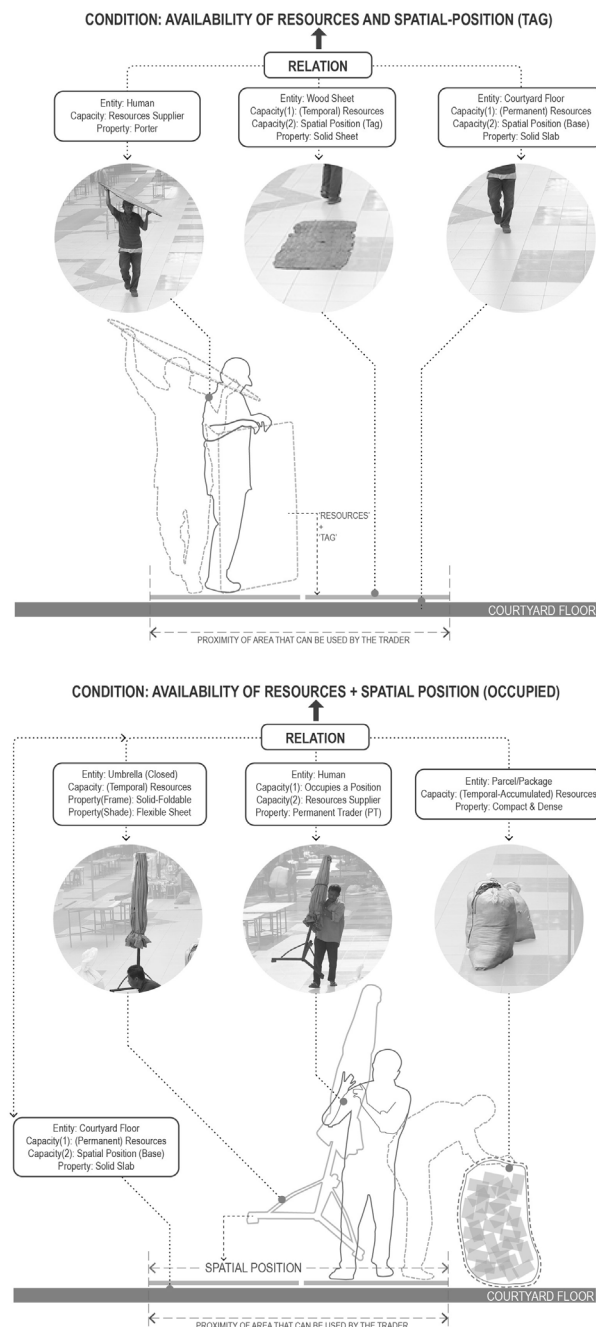 CONDITION: AVAILABILITY OF RESOURCES AND SPATIAL-POSITION (TAG)
RELATION
Entity: Human
Capacity: Resources Supplier
Property: Porter
Entity: Wood Sheet
Capacity(1): (Temporal) Resources
Capacity(2): Spatial Position (Tag)
Property: Solid Sheet
Entity: Courtyard Floor
Capacity(1): (Permanent) Resources
Capacity(2): Spatial Position (Base)
Property: Solid Slab
'RESOURCES'
+
'TAG'
COURTYARD FLOOR
PROXIMITY OF AREA THAT CAN BE USED BY THE TRADER
CONDITION: AVAILABILITY OF RESOURCES + SPATIAL POSITION (OCCUPIED)
RELATION
Entity: Umbrella (Closed)
Capacity: (Temporal) Resources
Property(Frame): Solid-Foldable
Property(Shade): Flexible Sheet
Entity: Human
Capacity(1): Occupies a Position
Capacity(2): Resources Supplier
Property: Permanent Trader (PT)
Entity: Parcel/Package
Capacity: (Temporal-Accumulated) Resources
Property: Compact & Dense
Entity: Courtyard Floor
Capacity(1): (Permanent) Resources
Capacity(2): Spatial Position (Base)
Property: Solid Slab
SPATIAL POSITION
COURTYARD FLOOR
PROXIMITY OF AREA THAT CAN BE USED BY THE TRADER